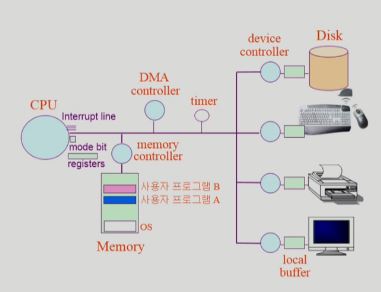 device
controller
Disk
DMA
controller
timer
CPU
Interrupt line
mode bit
registers
memory
controller
사용자 프로그램 B
사용자 프로그램 A
OS
Memory
local
buffer